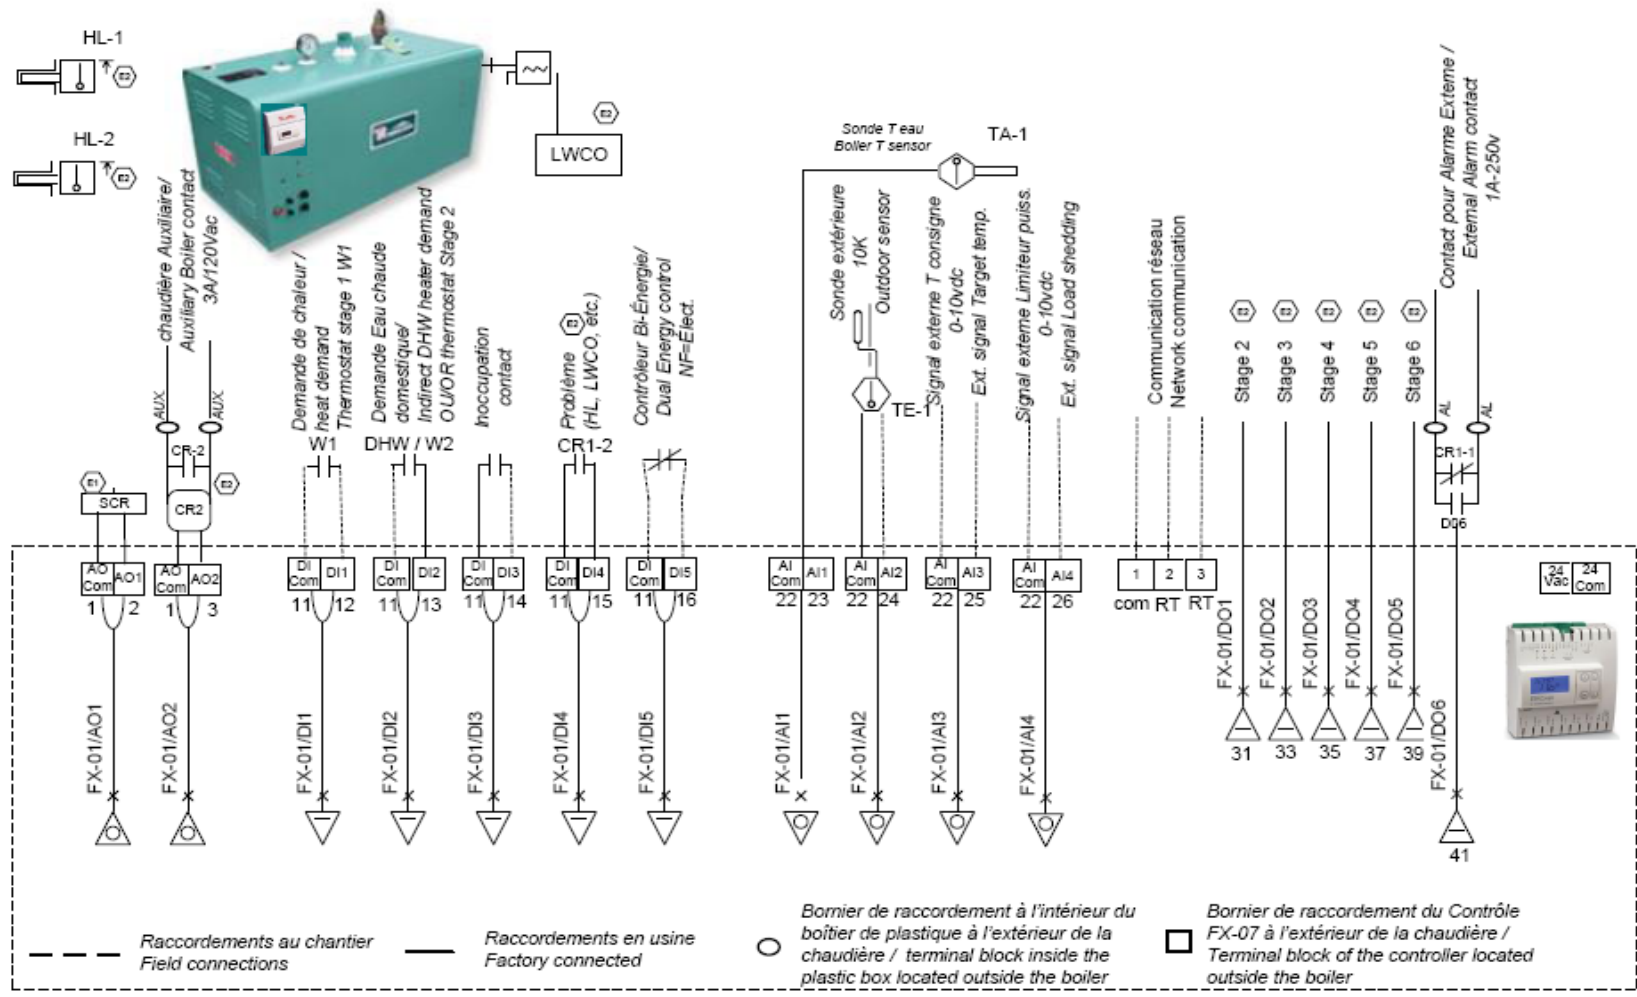 HL-1
E2
HL-2
E2
E2
LWCO
chaudière Auxiliaire/
Auxiliary Boiler contact
3A/120Vac
AUX.
AUX.
CR-2
E1
SCR
E2
CR2
Demande de chaleur /
heat demand
Thermostat stage 1 W1
W1
Demande Eau chaude
domestique/
Indirect DHW heater demand
OU/OR thermostat Stage 2
DHW / W2
Inoccupation
contact
Problème
(HL, LWCO, etc.)
E2
CR1-2
Contrôleur Bi-Énergie/
Dual Energy control
NF=Élect.
Sonde T eau
Boiler T sensor
TA-1
Sonde extérieure
10K
Outdoor sensor
TE-1
Signal externe T consigne
0-10vdc
Ext. signal Target temp.
Signal externe Limiteur puiss.
0-10vdc
Ext. signal Load shedding
Communication réseau
Network communication
E2
E2
E2
E2
E2
Stage 2
Stage 3
Stage 4
Stage 5
Stage 6
Contact pour Alarme Externe /
External Alarm contact
1A-250v
AL
AL
CR1-1
D06
AO Com
AO1
AO Com
AO2
DI Com
DI1
DI Com
DI2
DI Com
DI3
DI Com
DI4
DI Com
DI5
AI Com
AI1
AI Com
AI2
AI Com
AI3
AI Com
AI4
1
2
3
24 Vac
24 Com
1
2
1
3
11
12
11
13
11
14
11
15
11
16
22
23
22
24
22
25
22
26
com
RT
RT
FX-01/AO1
FX-01/AO2
FX-01/DI1
FX-01/DI2
FX-01/DI3
FX-01/DI4
FX-01/DI5
FX-01/AI1
FX-01/AI2
FX-01/AI3
FX-01/AI4
FX-01/DO1
FX-01/DO2
FX-01/DO3
FX-01/DO4
FX-01/DO5
FX-01/DO6
31
33
35
37
39
41
Raccordements au chantier
Field connections
Raccordements en usine
Factory connected
Bornier de raccordement à l'intérieur du
boîtier de plastique à l'extérieur de la
chaudière / terminal block inside the
plastic box located outside the boiler
Bornier de raccordement du Contrôle
FX-07 à l'extérieur de la chaudière /
Terminal block of the controller located
outside the boiler